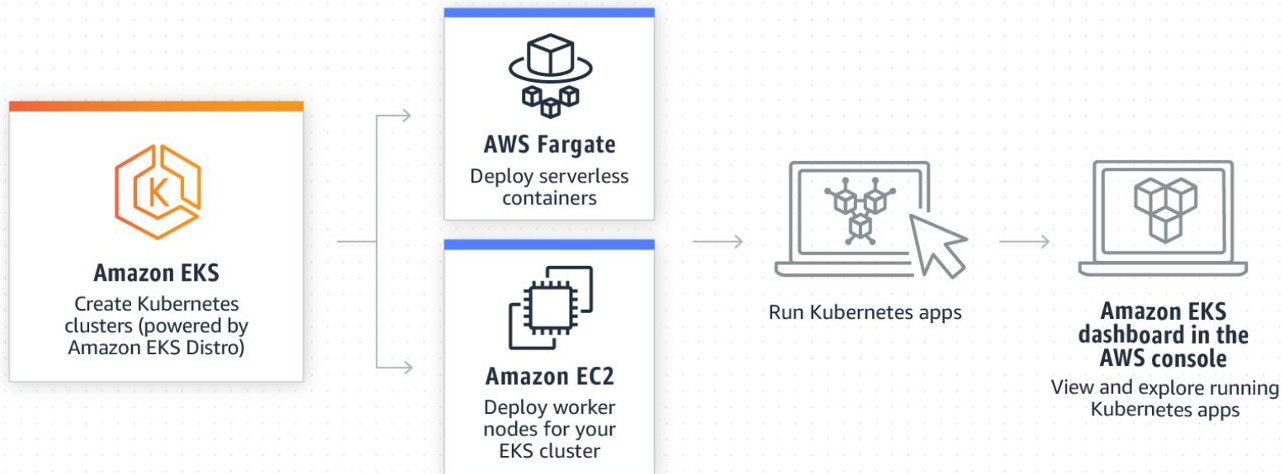 K
Amazon EKS
Create Kubernetes
clusters (powered by
Amazon EKS Distro)
AWS Fargate
Deploy serverless
containers
Amazon EC2
Deploy worker
nodes for your
EKS cluster
Run Kubernetes apps
Amazon EKS
dashboard in the
AWS console
View and explore running
Kubernetes apps